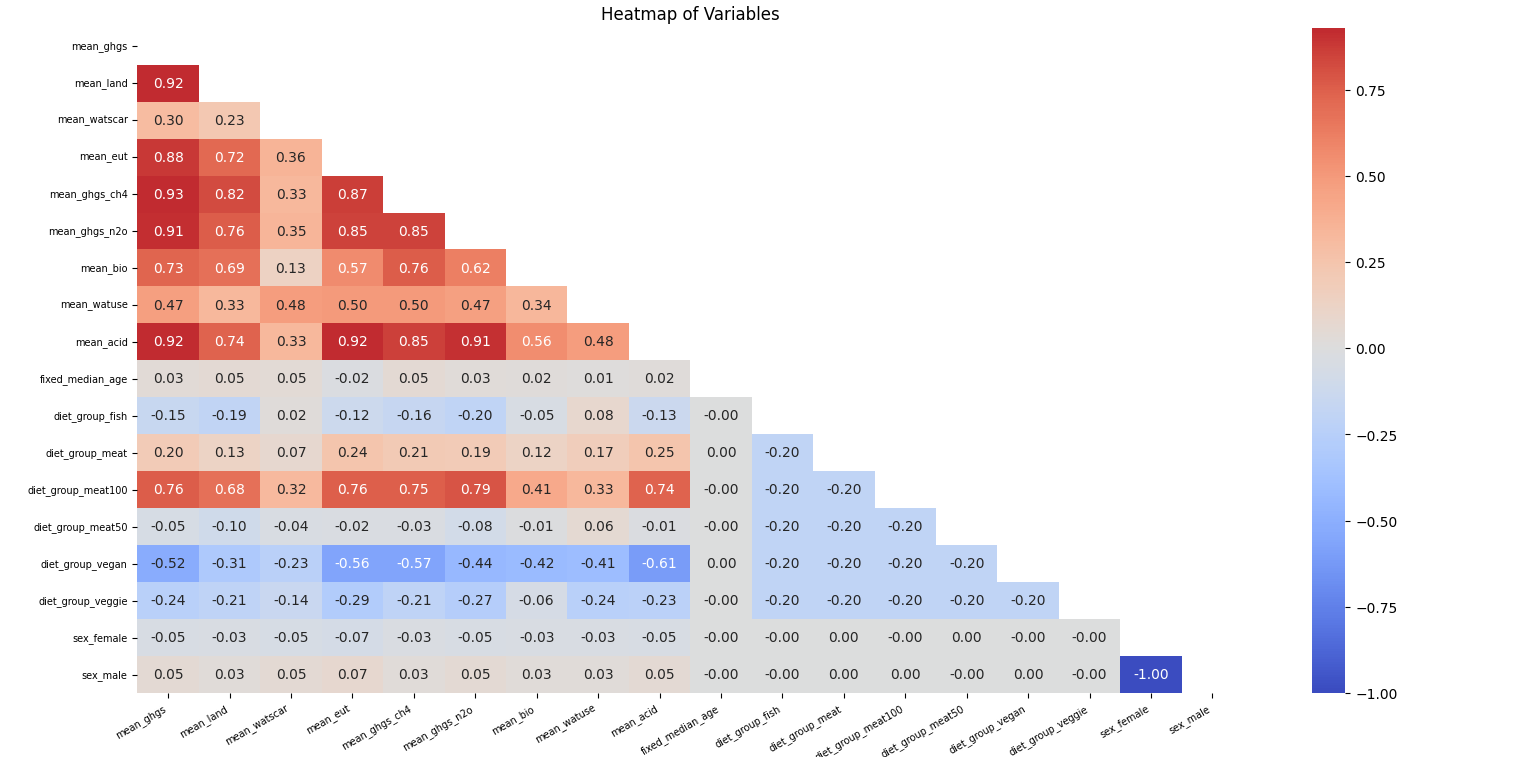 Heatmap of Variables
mean_ghgs
mean_land 0.92
mean_watscar 0.30 0.23
mean_eut 0.88 0.72 0.36
mean_ghgs_ch4 0.93 0.82 0.33 0.87
mean_ghgs_n2o 0.91 0.76 0.35 0.85 0.85
mean_bio 0.73 0.69 0.13 0.57 0.76 0.62
mean_watuse 0.47 0.33 0.48 0.50 0.50 0.47 0.34
mean_acid 0.92 0.74 0.33 0.92 0.85 0.91 0.56 0.48
fixed_median_age 0.03 0.05 0.05 -0.02 0.05 0.03 0.02 0.01 0.02
diet_group_fish -0.15 -0.19 0.02 -0.12 -0.16 -0.20 -0.05 0.08 -0.13 -0.00
diet_group_meat 0.20 0.13 0.07 0.24 0.21 0.19 0.12 0.17 0.25 0.00 -0.20
diet_group_meat100 0.76 0.68 0.32 0.76 0.75 0.79 0.41 0.33 0.74 -0.00 -0.20 -0.20
diet_group_meat50 -0.05 -0.10 -0.04 -0.02 -0.03 -0.08 -0.01 0.06 -0.01 -0.00 -0.20 -0.20 -0.20
diet_group_vegan -0.52 -0.31 -0.23 -0.56 -0.57 -0.44 -0.42 -0.41 -0.61 0.00 -0.20 -0.20 -0.20 -0.20
diet_group_veggie -0.24 -0.21 -0.14 -0.29 -0.21 -0.27 -0.06 -0.24 -0.23 -0.00 -0.20 -0.20 -0.20 -0.20 -0.20
sex_female -0.05 -0.03 -0.05 -0.07 -0.03 -0.05 -0.03 -0.03 -0.05 -0.00 -0.00 0.00 -0.00 0.00 -0.00 -0.00
sex_male 0.05 0.03 0.05 0.07 0.03 0.05 0.03 0.03 0.05 -0.00 -0.00 0.00 0.00 -0.00 0.00 -0.00 -1.00
mean_ghgs mean_land mean_watscar mean_eut mean_ghgs_ch4 mean_ghgs_n2o mean_bio mean_watuse mean_acid fixed_median_age diet_group_fish diet_group_meat diet_group_meat100 diet_group_meat50 diet_group_vegan diet_group_veggie sex_female sex_male
0.75
0.50
0.25
0.00
−0.25
−0.50
−0.75
−1.00